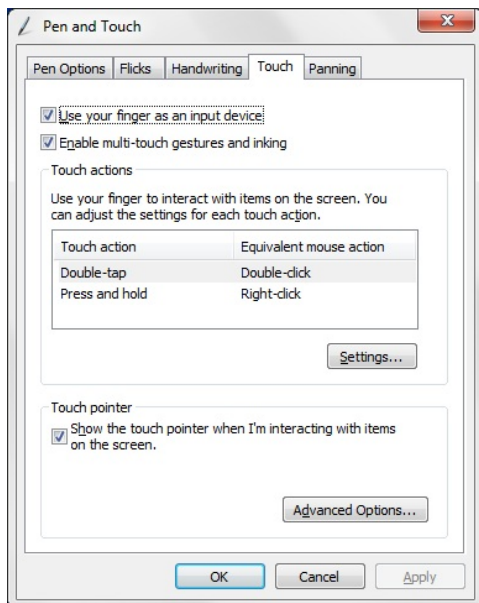 Pen and Touch
Pen Options Flicks Handwriting Touch Panning
Use your finger as an input device
Enable multi-touch gestures and inking
Touch actions
Use your finger to interact with items on the screen. You
can adjust the settings for each touch action.
Touch action Equivalent mouse action
Double-tap Double-click
Press and hold Right-click
Settings...
Touch pointer
Show the touch pointer when I'm interacting with items
on the screen.
Advanced Options...
OK Cancel Apply